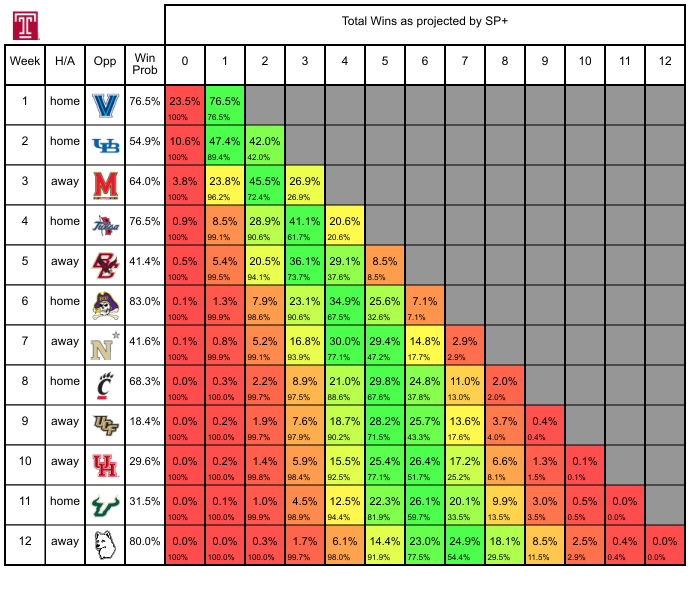 Total Wins as projected by SP+
Week H/A Opp Win Prob 0 1 2 3 4 5 6 7 8 9 10 11 12
1 home V 76.5% 23.5% 76.5%
100% 76.5%
2 home UB 54.9% 10.6% 47.4% 42.0%
100% 89.4% 42.0%
3 away M 64.0% 3.8% 23.8% 45.5% 26.9%
100% 96.2% 72.4% 26.9%
4 home Tulsa 76.5% 0.9% 8.5% 28.9% 41.1% 20.6%
100% 99.1% 90.6% 61.7% 20.6%
5 away BC 41.4% 0.5% 5.4% 20.5% 36.1% 29.1% 8.5%
100% 99.5% 94.1% 73.7% 37.6% 8.5%
6 home 83.0% 0.1% 1.3% 7.9% 23.1% 34.9% 25.6% 7.1%
100% 99.9% 98.6% 90.6% 67.5% 32.6% 7.1%
7 away N 41.6% 0.1% 0.8% 5.2% 16.8% 30.0% 29.4% 14.8% 2.9%
100% 99.9% 99.1% 93.9% 77.1% 47.2% 17.7% 2.9%
8 home C 68.3% 0.0% 0.3% 2.2% 8.9% 21.0% 29.8% 24.8% 11.0% 2.0%
100% 100.0% 99.7% 97.5% 88.6% 67.6% 37.8% 13.0% 2.0%
9 away UCF 18.4% 0.0% 0.2% 1.9% 7.6% 18.7% 28.2% 25.7% 13.6% 3.7% 0.4%
100% 100.0% 99.7% 97.9% 90.2% 71.5% 43.3% 17.6% 4.0% 0.4%
10 away UH 29.6% 0.0% 0.2% 1.4% 5.9% 15.5% 25.4% 26.4% 17.2% 6.6% 1.3% 0.1%
100% 100.0% 99.8% 98.4% 92.5% 77.1% 51.7% 25.2% 8.1% 1.5% 0.1%
11 home U 31.5% 0.0% 0.1% 1.0% 4.5% 12.5% 22.3% 26.1% 20.1% 9.9% 3.0% 0.5% 0.0%
100% 100.0% 99.9% 98.9% 94.4% 81.9% 59.7% 33.5% 13.5% 3.5% 0.5% 0.0%
12 away 80.0% 0.0% 0.0% 0.3% 1.7% 6.1% 14.4% 23.0% 24.9% 18.1% 8.5% 2.5% 0.4% 0.0%
100% 100.0% 100.0% 99.7% 98.0% 91.9% 77.5% 54.4% 29.5% 11.5% 2.9% 0.4% 0.0%